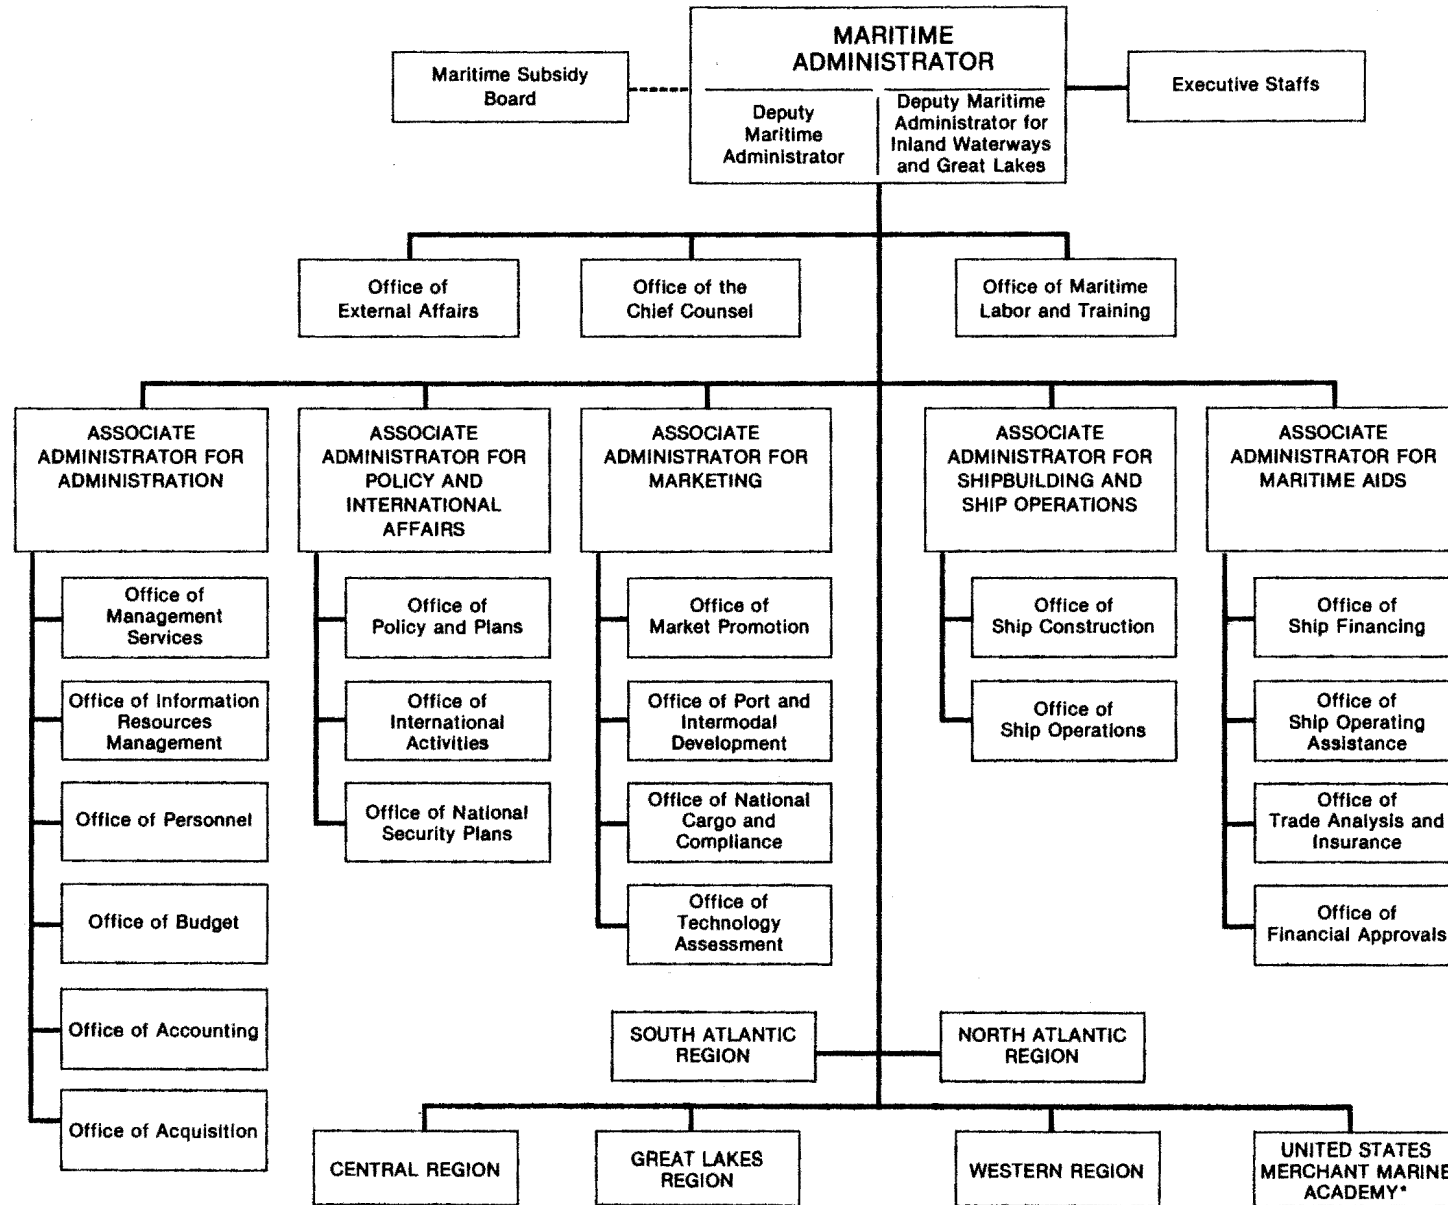 MARITIME
ADMINISTRATOR
Maritime Subsidy
Board
Executive Staffs
Deputy
Maritime
Administrator
Deputy Maritime
Administrator for
Inland Waterways
and Great Lakes
Office of
External Affairs
Office of the
Chief Counsel
Office of Maritime
Labor and Training
ASSOCIATE
ADMINISTRATOR FOR
ADMINISTRATION
ASSOCIATE
ADMINISTRATOR FOR
POLICY AND
INTERNATIONAL
AFFAIRS
ASSOCIATE
ADMINISTRATOR FOR
MARKETING
ASSOCIATE
ADMINISTRATOR FOR
SHIPBUILDING AND
SHIP OPERATIONS
ASSOCIATE
ADMINISTRATOR FOR
MARITIME AIDS
Office of
Management
Services
Office of Information
Resources
Management
Office of Personnel
Office of Budget
Office of Accounting
Office of Acquisition
Office of
Policy and Plans
Office of
International
Activities
Office of National
Security Plans
Office of
Market Promotion
Office of Port and
Intermodal
Development
Office of National
Cargo and
Compliance
Office of
Technology
Assessment
Office of
Ship Construction
Office of
Ship Operations
Office of
Ship Financing
Office of
Ship Operating
Assistance
Office of
Trade Analysis and
Insurance
Office of
Financial Approvals
SOUTH ATLANTIC
REGION
NORTH ATLANTIC
REGION
CENTRAL REGION
GREAT LAKES
REGION
WESTERN REGION
UNITED STATES
MERCHANT MARINE
ACADEMY*